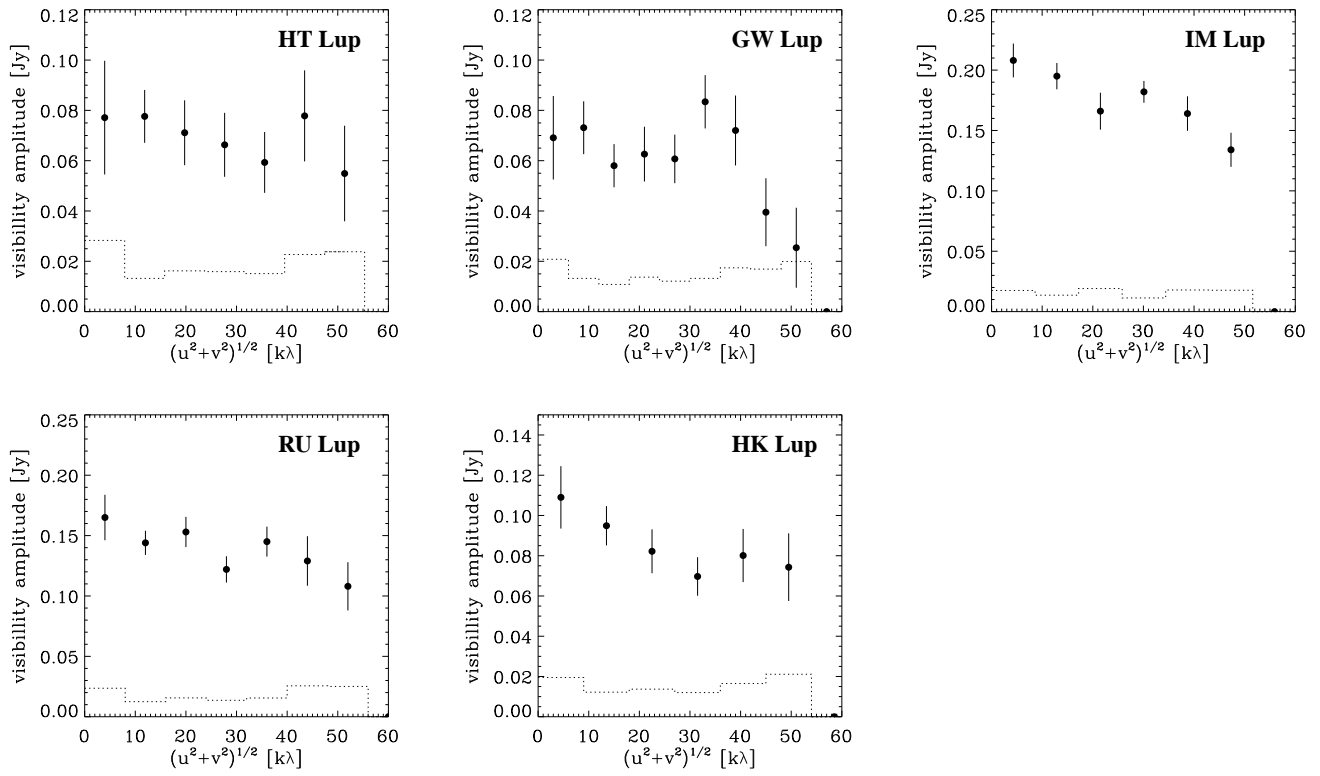 HT Lup
visibillity amplitude [Jy]
0.12
0.10
0.08
0.06
0.04
0.02
0.00
0 10 20 30 40 50 60
(u²+v²)^1/2 [kλ]
GW Lup
visibillity amplitude [Jy]
0.12
0.10
0.08
0.06
0.04
0.02
0.00
0 10 20 30 40 50 60
(u²+v²)^1/2 [kλ]
IM Lup
visibillity amplitude [Jy]
0.25
0.20
0.15
0.10
0.05
0.00
0 10 20 30 40 50 60
(u²+v²)^1/2 [kλ]
RU Lup
visibillity amplitude [Jy]
0.25
0.20
0.15
0.10
0.05
0.00
0 10 20 30 40 50 60
(u²+v²)^1/2 [kλ]
HK Lup
visibillity amplitude [Jy]
0.14
0.12
0.10
0.08
0.06
0.04
0.02
0.00
0 10 20 30 40 50 60
(u²+v²)^1/2 [kλ]